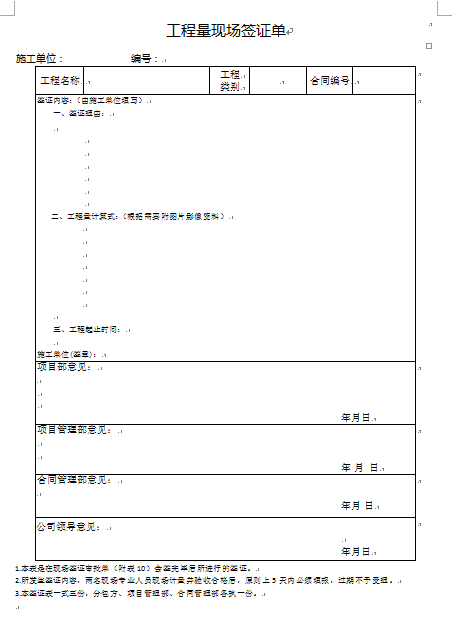 工程量现场签证单
施工单位： 编号：
工程名称 工程类别 合同编号
签证内容：（由施工单位填写）
一、签证理由：
二、工程量计算式：（根据需要附图片影像资料）
三、工程起止时间：
施工单位(签章)：
项目部意见：
年月日
项目管理部意见：
年 月 日
合同管理部意见：
年月 日
公司领导意见：
年月日
1.本表是在现场签证审批单（附表10）会签完毕后所进行的签证。
2.所发生签证内容，两名现场专业人员现场计量并验收合格后，原则上5天内必须填报，过期不予受理。
3.本签证表一式三份，分包方、项目管理部、合同管理部各执一份。